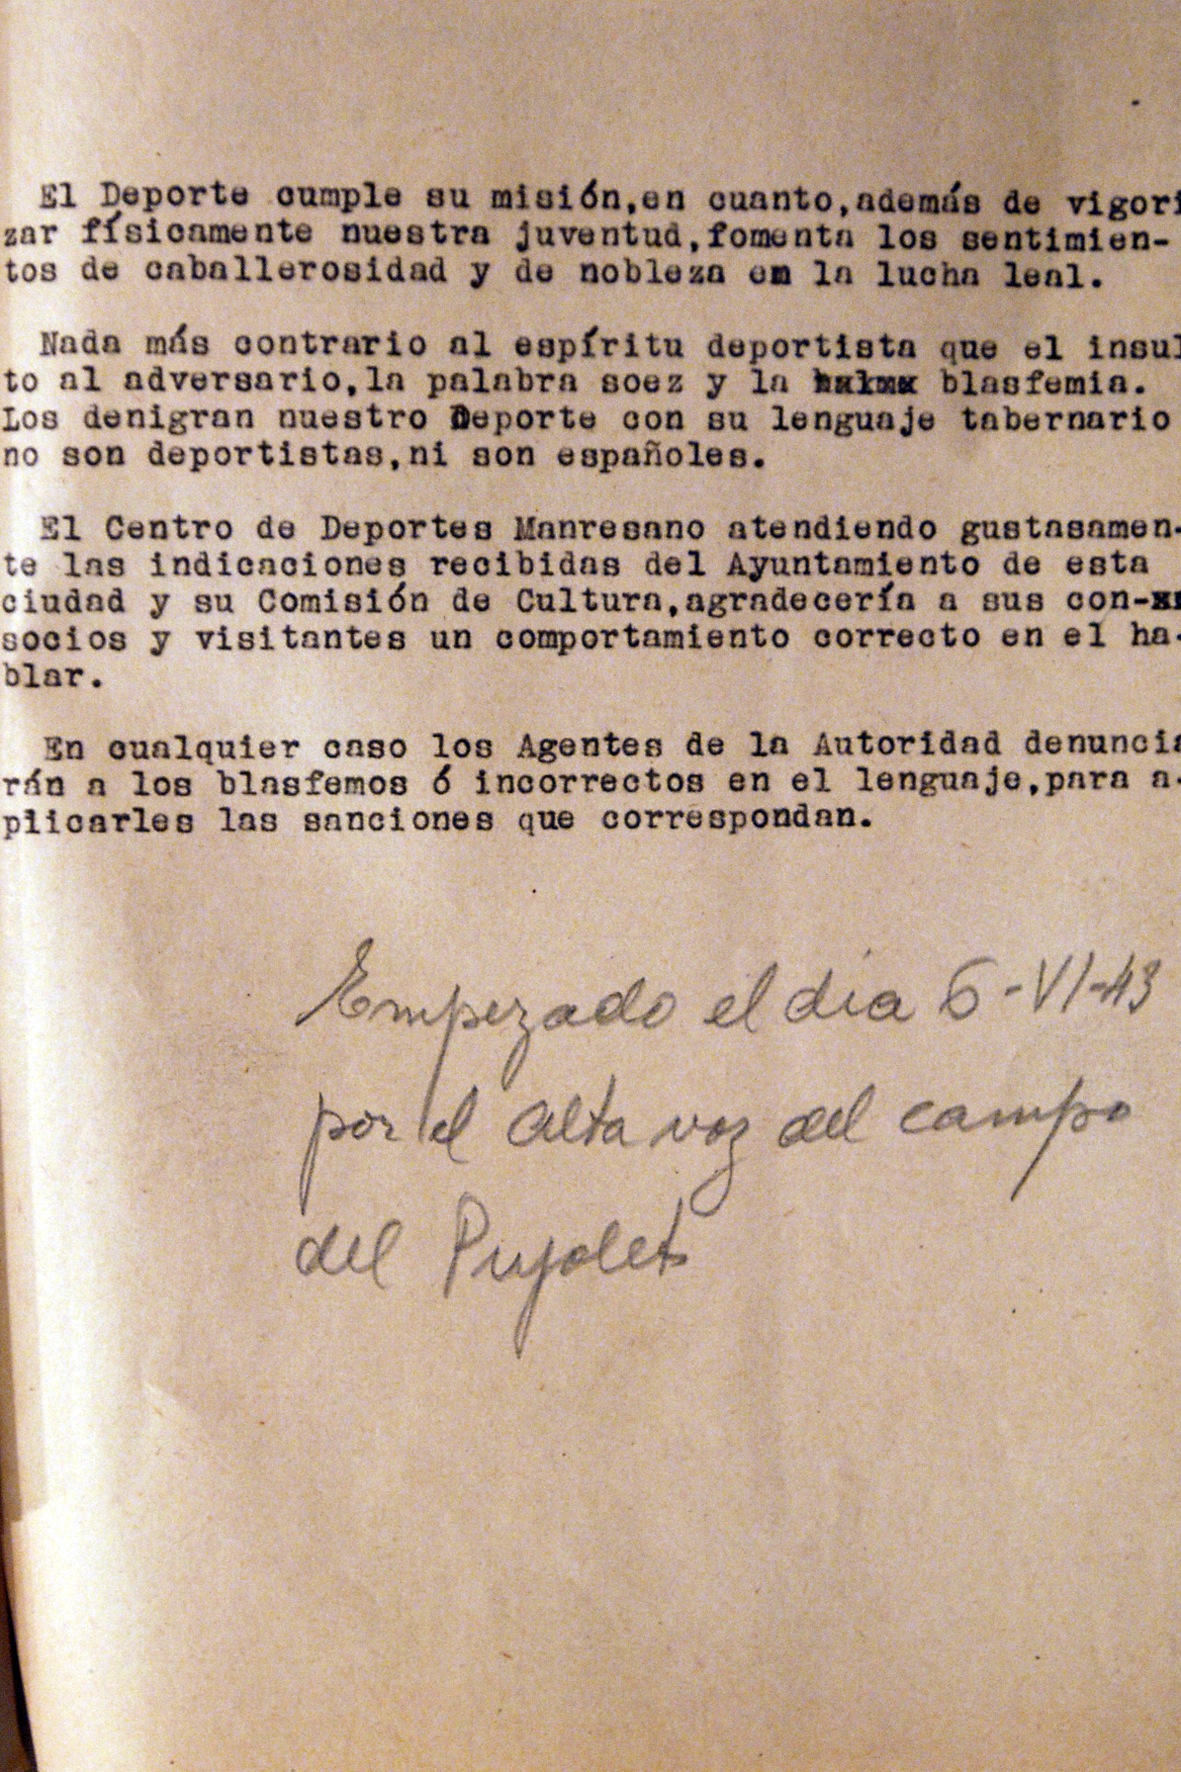 El Deporte cumple su misión,en cuanto,además de vigori
zar físicamente nuestra juventud,fomenta los sentimien-
tos de caballerosidad y de nobleza en la lucha leal.
Nada más contrario al espíritu deportista que el insul
to al adversario,la palabra soez y la blasfemia.
Los denigran nuestro Deporte con su lenguaje tabernario
no son deportistas,ni son españoles.
El Centro de Deportes Manresano atendiendo gustasamen-
te las indicaciones recibidas del Ayuntamiento de esta
ciudad y su Comisión de Cultura,agradecería a sus con-
socios y visitantes un comportamiento correcto en el ha-
blar.
En cualquier caso los Agentes de la Autoridad denuncia
rán a los blasfemos ó incorrectos en el lenguaje,para a-
plicarles las sanciones que correspondan.
Empezado el dia 6-VI-43
por el alta voz del campo
del Pujolet